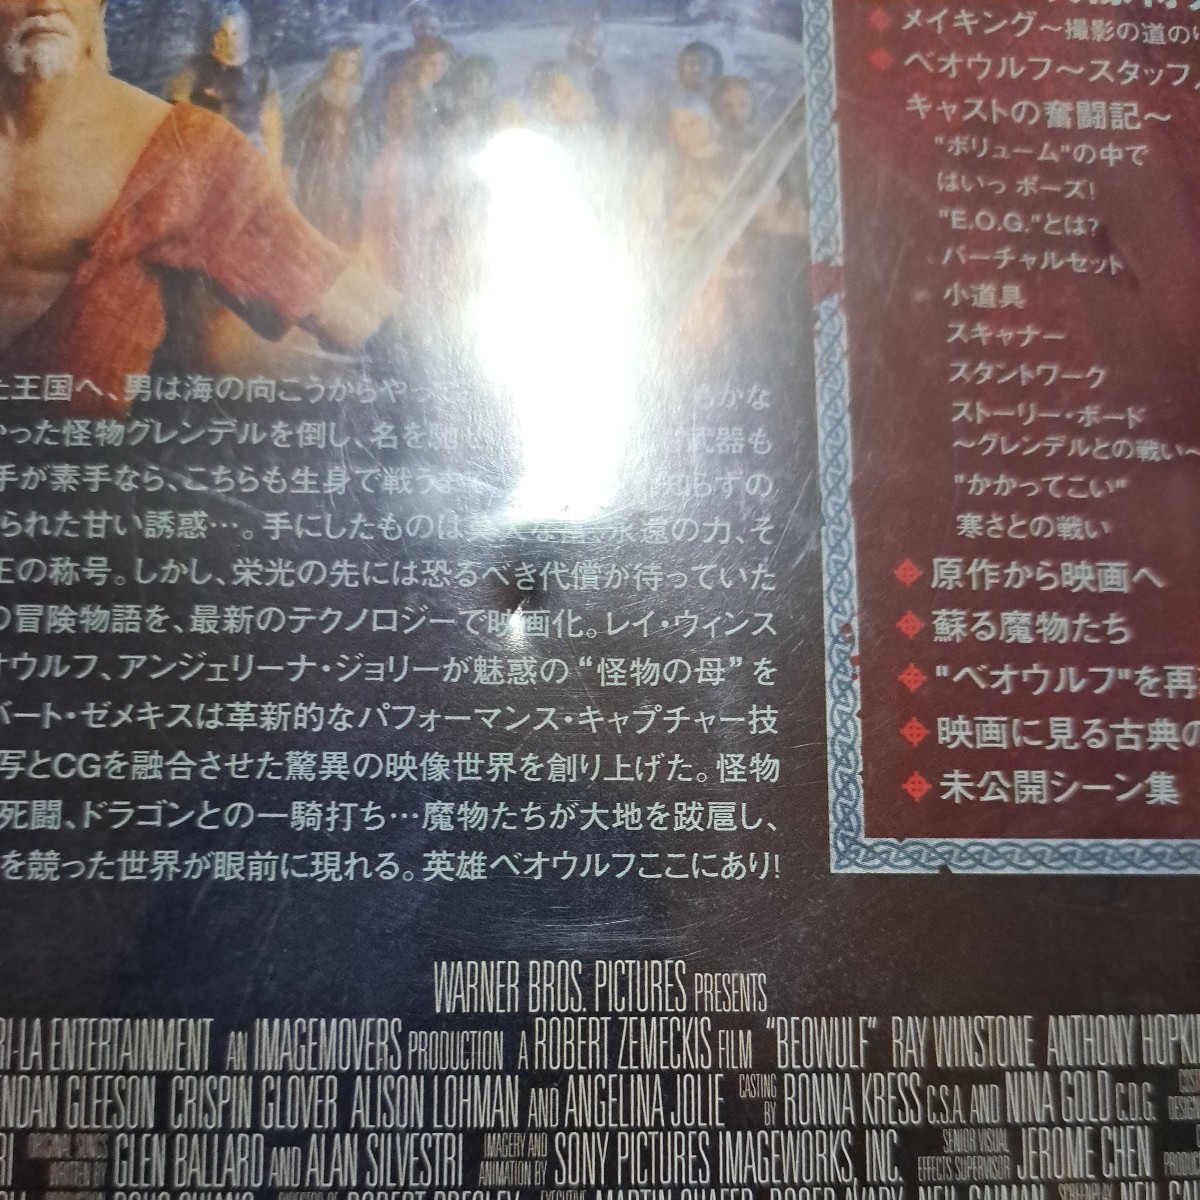 王国へ、男は海の向こうからやっ
かな
った怪物グレンデルを倒し、名を馳
武器も
手が素手なら、こちらも生身で戦う
知らずの
られた甘い誘惑…。手にしたものは
永遠の力、そ
王の称号。しかし、栄光の先には恐るべき代償が待っていた
の冒険物語を、最新のテクノロジーで映画化。レイ・ウィンス
オウルフ、アンジェリーナ・ジョリーが魅惑の“怪物の母”を
バート・ゼメキスは革新的なパフォーマンス・キャプチャー技
写とCGを融合させた驚異の映像世界を創り上げた。怪物
死闘、ドラゴンとの一騎打ち…魔物たちが大地を跋扈し、
を競った世界が眼前に現れる。英雄ベオウルフここにあり!
メイキング～撮影の道の
ベオウルフ～スタッフ
キャストの奮闘記～
"ボリューム"の中で
はいっ ポーズ!
"E.O.G."とは?
バーチャルセット
小道具
スキャナー
スタントワーク
ストーリー・ボード
～グレンデルとの戦い～
"かかってこい"
寒さとの戦い
原作から映画へ
蘇る魔物たち
"ベオウルフ"を再
映画に見る古典の
未公開シーン集
WARNER BROS. PICTURES PRESENTS
RI-LA ENTERTAINMENT AN IMAGEMOVERS PRODUCTION A ROBERT ZEMECKIS FILM “BEOWULF” RAY WINSTONE ANTHONY HOPK
NDAN GLEESON CRISPIN GLOVER ALISON LOHMAN AND ANGELINA JOLIE CASTING BY RONNA KRESS C.S.A. AND NINA GOLD C.D.G.
RI ORIGINAL SONGS WRITTEN BY GLEN BALLARD AND ALAN SILVESTRI IMAGERY AND ANIMATION BY SONY PICTURES IMAGEWORKS, INC. SENIOR VISUAL EFFECTS SUPERVISOR JEROME CHEN